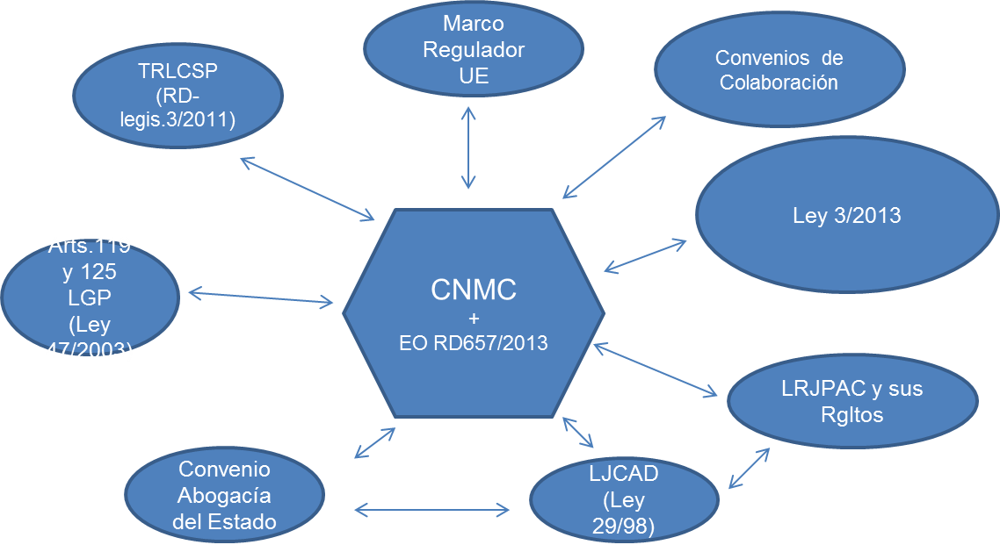 Marco
Regulador
UE
TRLCSP
(RD-
legis.3/2011)
Convenios de
Colaboración
Ley 3/2013
Arts.119
y 125
LGP
(Ley
47/2003)
CNMC
+
EO RD657/2013
LRJPAC y sus
Rgltos
Convenio
Abogacía
del Estado
LJCAD
(Ley
29/98)